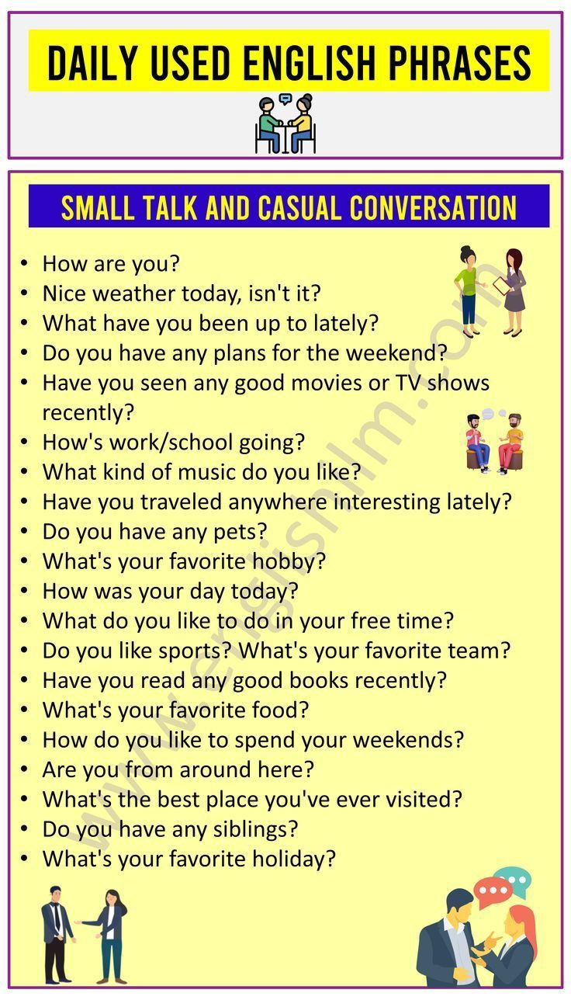 DAILY USED ENGLISH PHRASES
SMALL TALK AND CASUAL CONVERSATION
• How are you?
• Nice weather today, isn't it?
• What have you been up to lately?
• Do you have any plans for the weekend?
• Have you seen any good movies or TV shows
recently?
• How's work/school going?
• What kind of music do you like?
• Have you traveled anywhere interesting lately?
• Do you have any pets?
• What's your favorite hobby?
• How was your day today?
• What do you like to do in your free time?
• Do you like sports? What's your favorite team?
• Have you read any good books recently?
• What's your favorite food?
• How do you like to spend your weekends?
• Are you from around here?
• What's the best place you've ever visited?
• Do you have any siblings?
• What's your favorite holiday?
www.englishilm.com